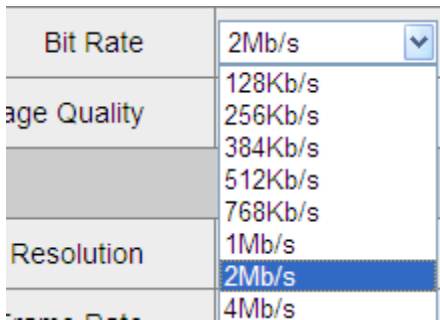 Bit Rate 2Mb/s
128Kb/s
age Quality 256Kb/s
384Kb/s
512Kb/s
768Kb/s
Resolution 1Mb/s
2Mb/s
4Mb/s